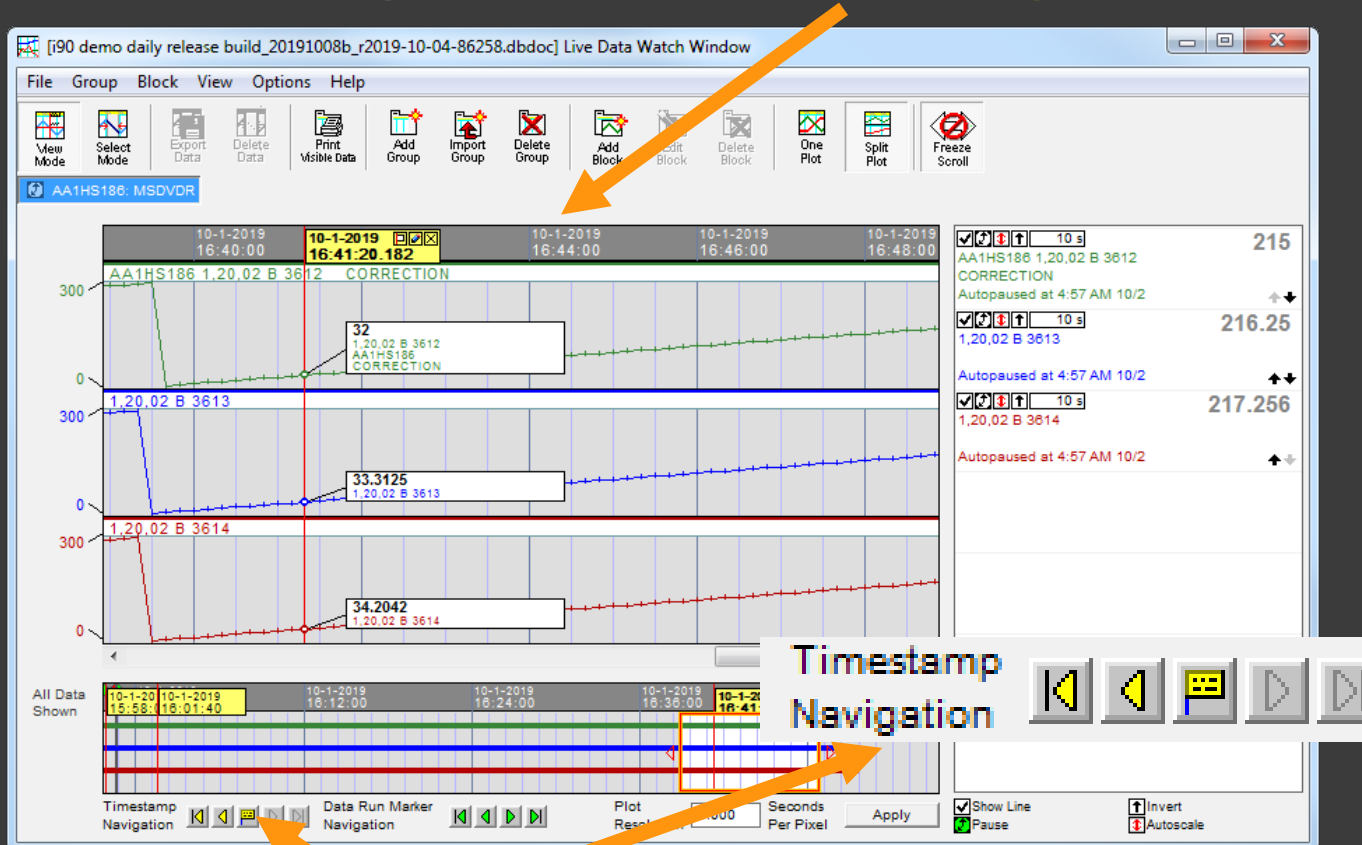 [i90 demo daily release build_20191008b_r2019-10-04-86258.dbdoc] Live Data Watch Window
File Group Block View Options Help
View Mode
Select Mode
Export Data
Delete Data
Print Visible Data
Add Group
Import Group
Delete Group
Add Block
Edit Block
Delete Block
One Plot
Split Plot
Freeze Scroll
AA1HS186: MSDVDR
10-1-2019 10-1-2019 10-1-2019 10-1-2019 10-1-2019
16:40:00 16:41:20.182 16:44:00 16:46:00 16:48:00
AA1HS186 1,20,02 B 3612 CORRECTION
300
0
32
1,20,02 B 3612
AA1HS186
CORRECTION
1,20,02 B 3613
300
0
33.3125
1,20,02 B 3613
1,20,02 B 3614
300
0
34.2042
1,20,02 B 3614
10 s 215
AA1HS186 1,20,02 B 3612
CORRECTION
Autopaused at 4:57 AM 10/2
10 s 216.25
1,20,02 B 3613
Autopaused at 4:57 AM 10/2
10 s 217.256
1,20,02 B 3614
Autopaused at 4:57 AM 10/2
All Data
Shown
10-1-20 10-1-2019 10-1-2019 10-1-2019 10-1-2019 10-1-20
15:58: 16:01:40 16:12:00 16:24:00 16:36:00 16:41:
Timestamp
Navigation
Timestamp
Navigation
Data Run Marker
Navigation
Plot
Seconds
Per Pixel
Apply
Show Line
Pause
Invert
Autoscale